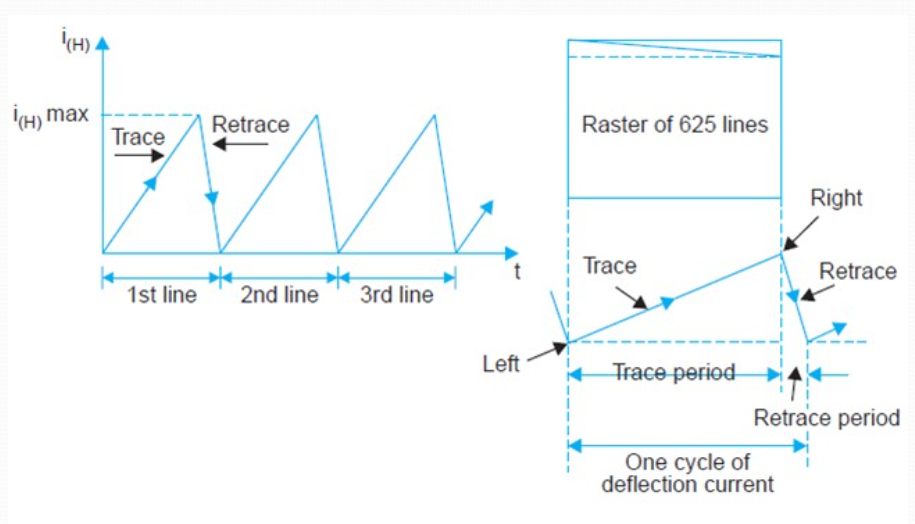 i(H)
i(H) max
Trace
Retrace
t
1st line
2nd line
3rd line
Raster of 625 lines
Right
Trace
Retrace
Left
Trace period
Retrace period
One cycle of
deflection current